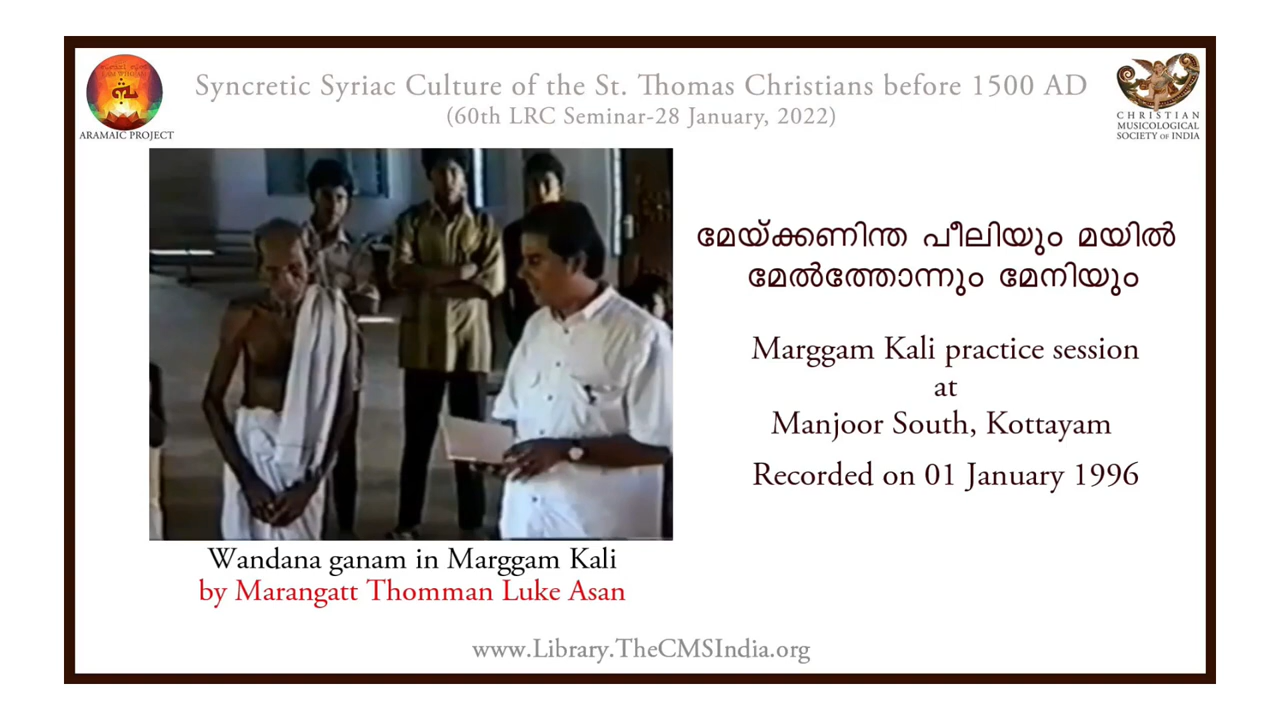 Syncretic Syriac Culture of the St. Thomas Christians before 1500 AD
(60th LRC Seminar-28 January, 2022)
ARAMAIC PROJECT
CHRISTIAN
MUSICOLOGICAL
SOCIETY OF INDIA
മേയ്ക്കണിന്ത പീലിയും മയിൽ
മേൽത്തോന്നും മേനിയും
Marggam Kali practice session
at
Manjoor South, Kottayam
Recorded on 01 January 1996
Wandana ganam in Marggam Kali
by Marangatt Thomman Luke Asan
www.Library.TheCMSIndia.org